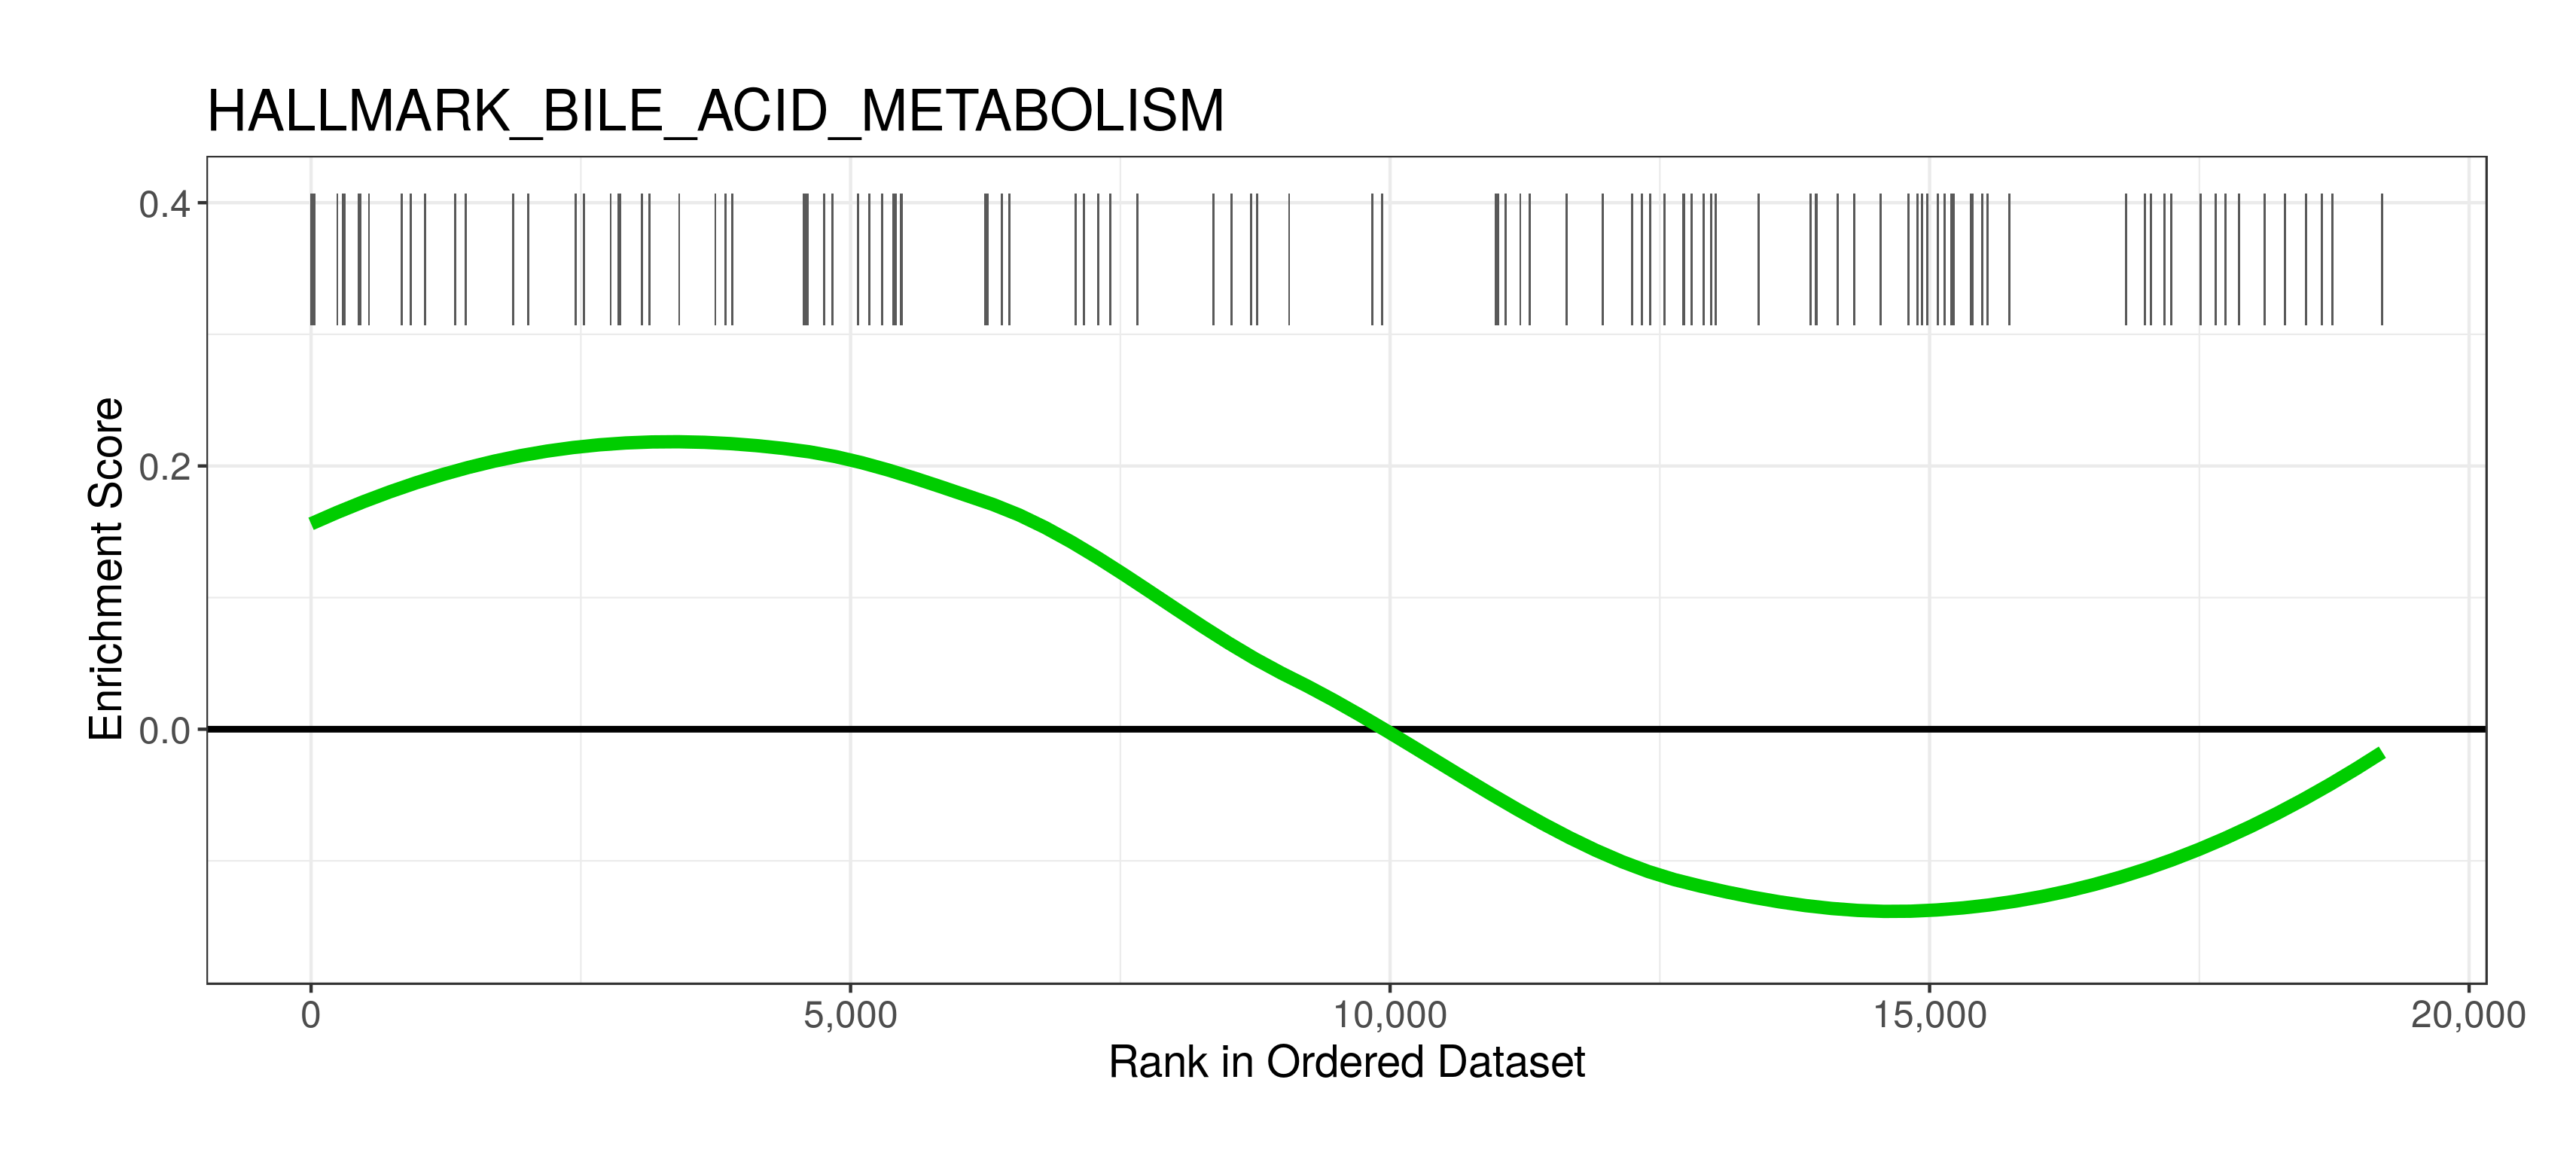 HALLMARK_BILE_ACID_METABOLISM
0.4
0.2
0.0
Enrichment Score
0 5,000 10,000 15,000 20,000
Rank in Ordered Dataset